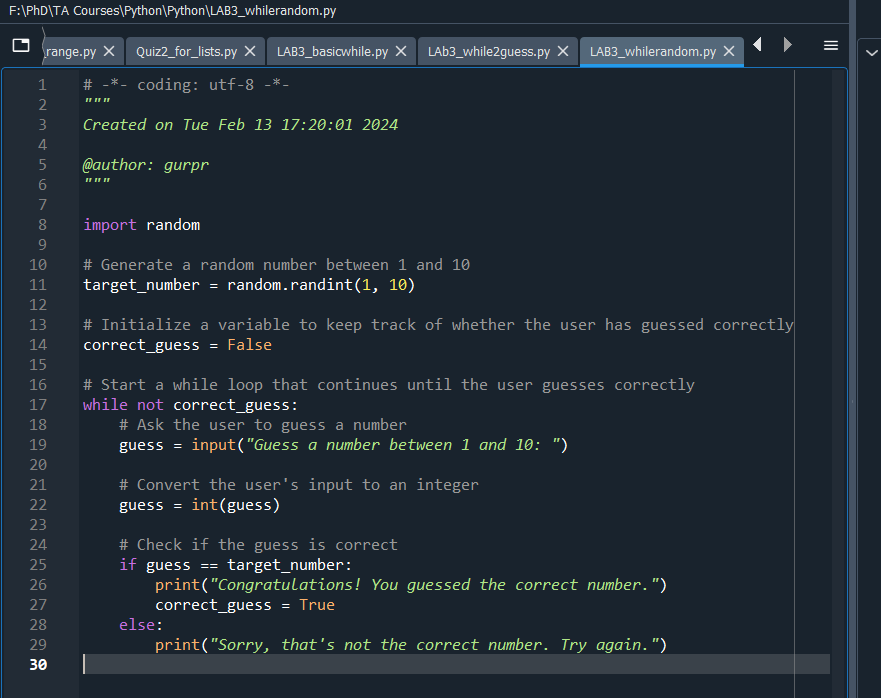 F:\PhD\TA Courses\Python\Python\LAB3_whilerandom.py
range.py Quiz2_for_lists.py LAB3_basicwhile.py LAb3_while2guess.py LAB3_whilerandom.py
1 # -*- coding: utf-8 -*-
2 """
3 Created on Tue Feb 13 17:20:01 2024
4
5 @author: gurpr
6 """
7
8 import random
9
10 # Generate a random number between 1 and 10
11 target_number = random.randint(1, 10)
12
13 # Initialize a variable to keep track of whether the user has guessed correctly
14 correct_guess = False
15
16 # Start a while loop that continues until the user guesses correctly
17 while not correct_guess:
18     # Ask the user to guess a number
19     guess = input("Guess a number between 1 and 10: ")
20
21     # Convert the user's input to an integer
22     guess = int(guess)
23
24     # Check if the guess is correct
25     if guess == target_number:
26         print("Congratulations! You guessed the correct number.")
27         correct_guess = True
28     else:
29         print("Sorry, that's not the correct number. Try again.")
30